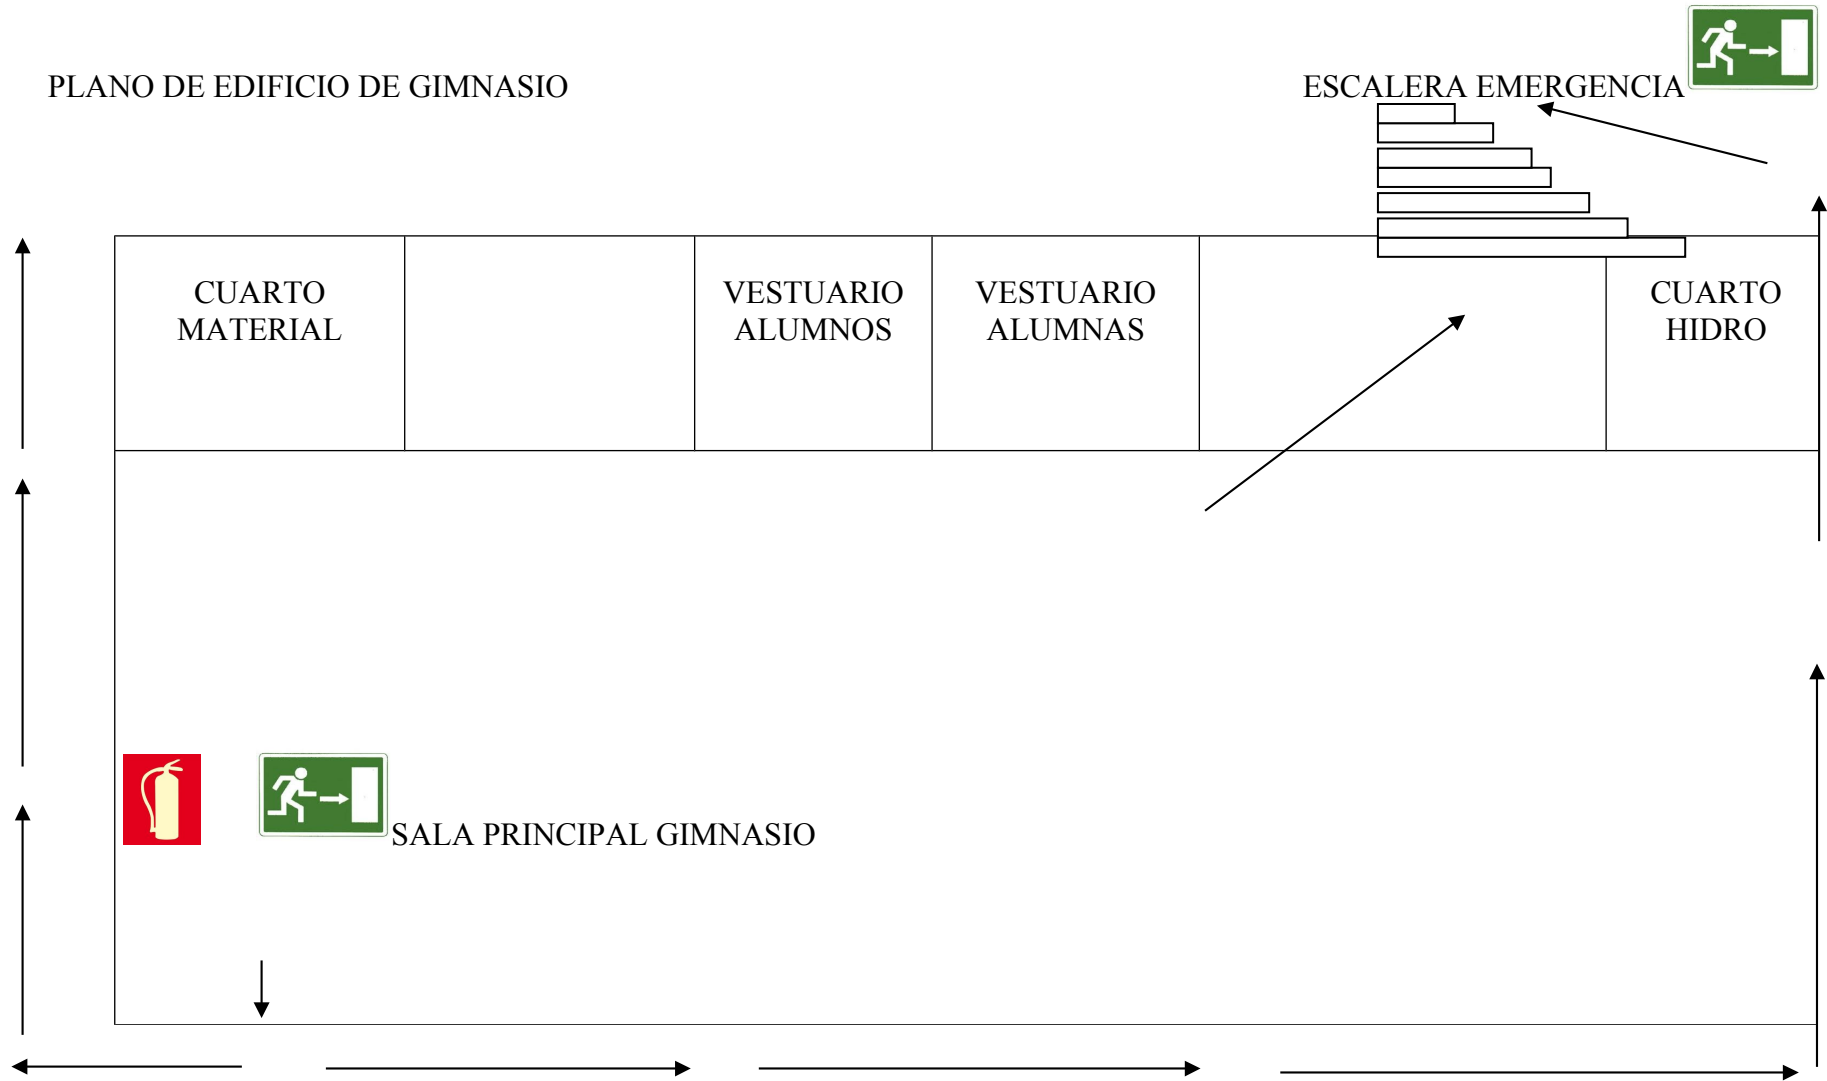 PLANO DE EDIFICIO DE GIMNASIO
ESCALERA EMERGENCIA
CUARTO
MATERIAL
VESTUARIO
ALUMNOS
VESTUARIO
ALUMNAS
CUARTO
HIDRO
SALA PRINCIPAL GIMNASIO